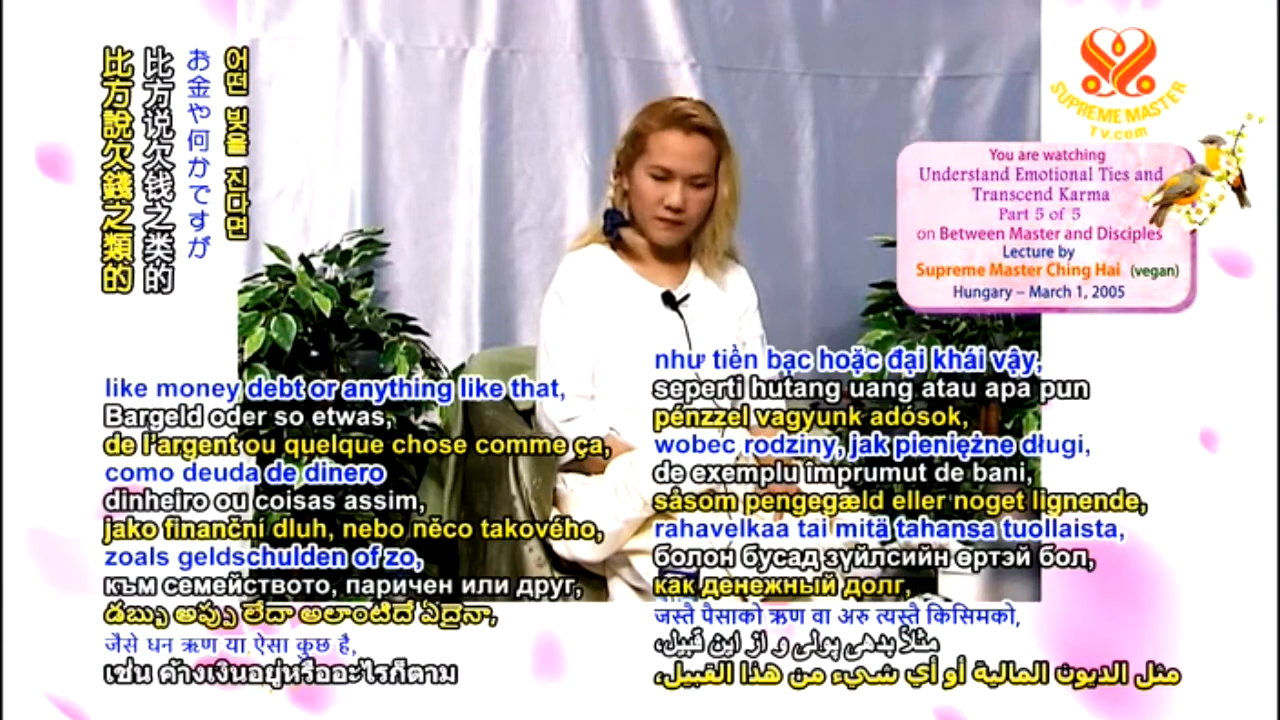 比方說欠錢之類的
比方说欠钱之类的
お金や何かですが
어떤 빚을 진다면
SUPREME MASTER
TV.com
You are watching
Understand Emotional Ties and
Transcend Karma
Part 5 of 5
on Between Master and Disciples
Lecture by
Supreme Master Ching Hai (vegan)
Hungary – March 1, 2005
like money debt or anything like that,
Bargeld oder so etwas,
de l'argent ou quelque chose comme ça,
como deuda de dinero
dinheiro ou coisas assim,
jako finanční dluh, nebo něco takového,
zoals geldschulden of zo,
към семейството, паричен или друг,
డబ్బు అప్పు లేదా అలాంటిదే ఏదైనా,
जैसे धन ऋण या ऐसा कुछ है,
เช่น ค้างเงินอยู่หรืออะไรก็ตาม
như tiền bạc hoặc đại khái vậy,
seperti hutang uang atau apa pun
pénzzel vagyunk adósok,
wobec rodziny, jak pieniężne długi,
de exemplu împrumut de bani,
såsom pengegæld eller noget lignende,
rahavelkaa tai mitä tahansa tuollaista,
болон бусад зүйлсийн өртэй бол,
как денежный долг,
जस्तै पैसाको ऋण वा अरु त्यस्तै किसिमको,
مثلاً بدهی پولی و از این قبیل،
مثل الديون المالية أو أي شيء من هذا القبيل،